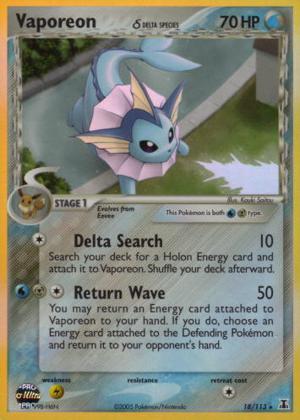 Vaporeon δ DELTA SPECIES 70 HP
Illus. Kouki Saitou
STAGE 1
Evolves from Eevee
This Pokémon is both type.
Delta Search 10
Search your deck for a Holon Energy card and
attach it to Vaporeon. Shuffle your deck afterward.
Return Wave 50
You may return an Energy card attached
to Vaporeon to your hand. If you do, choose an
Energy card attached to the Defending Pokémon
and return it to your opponent's hand.
weakness resistance retreat cost
©2005 Pokémon/Nintendo 18/113